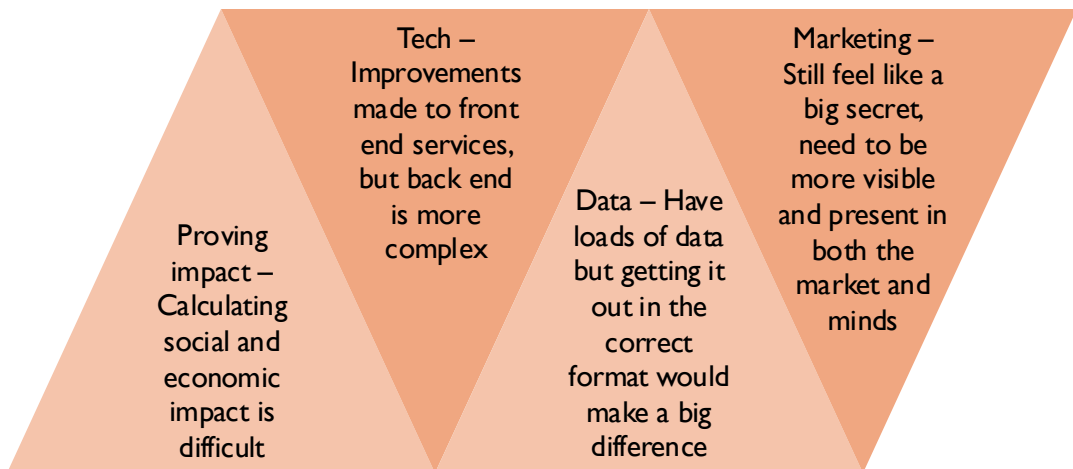 Proving
impact –
Calculating
social and
economic
impact is
difficult
Tech –
Improvements
made to front
end services,
but back end
is more
complex
Data – Have
loads of data
but getting it
out in the
correct
format would
make a big
difference
Marketing –
Still feel like a
big secret,
need to be
more visible
and present in
both the
market and
minds